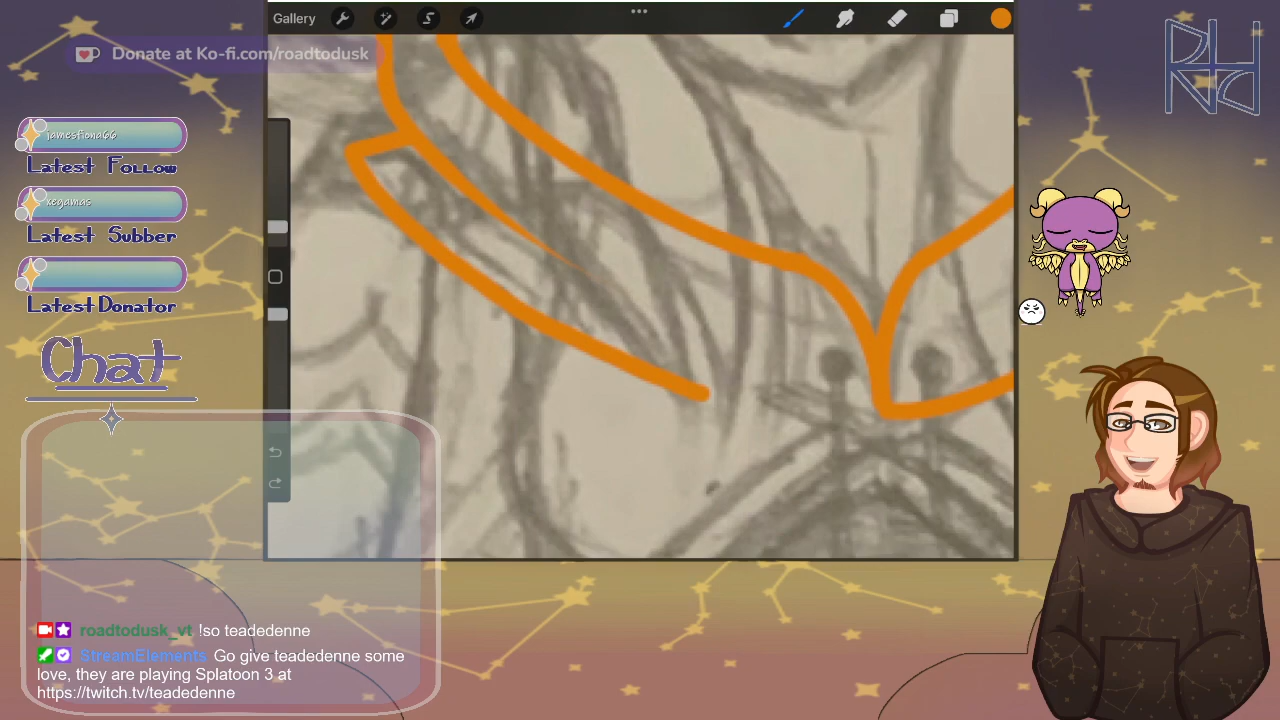 Gallery
Donate at Ko-fi.com/roadtodusk
jamesfiona66
Latest Follow
xegamas
Latest Subber
Latest Donator
Chat
roadtodusk_vt !so teadedenne
StreamElements Go give teadedenne some
love, they are playing Splatoon 3 at
https://twitch.tv/teadedenne